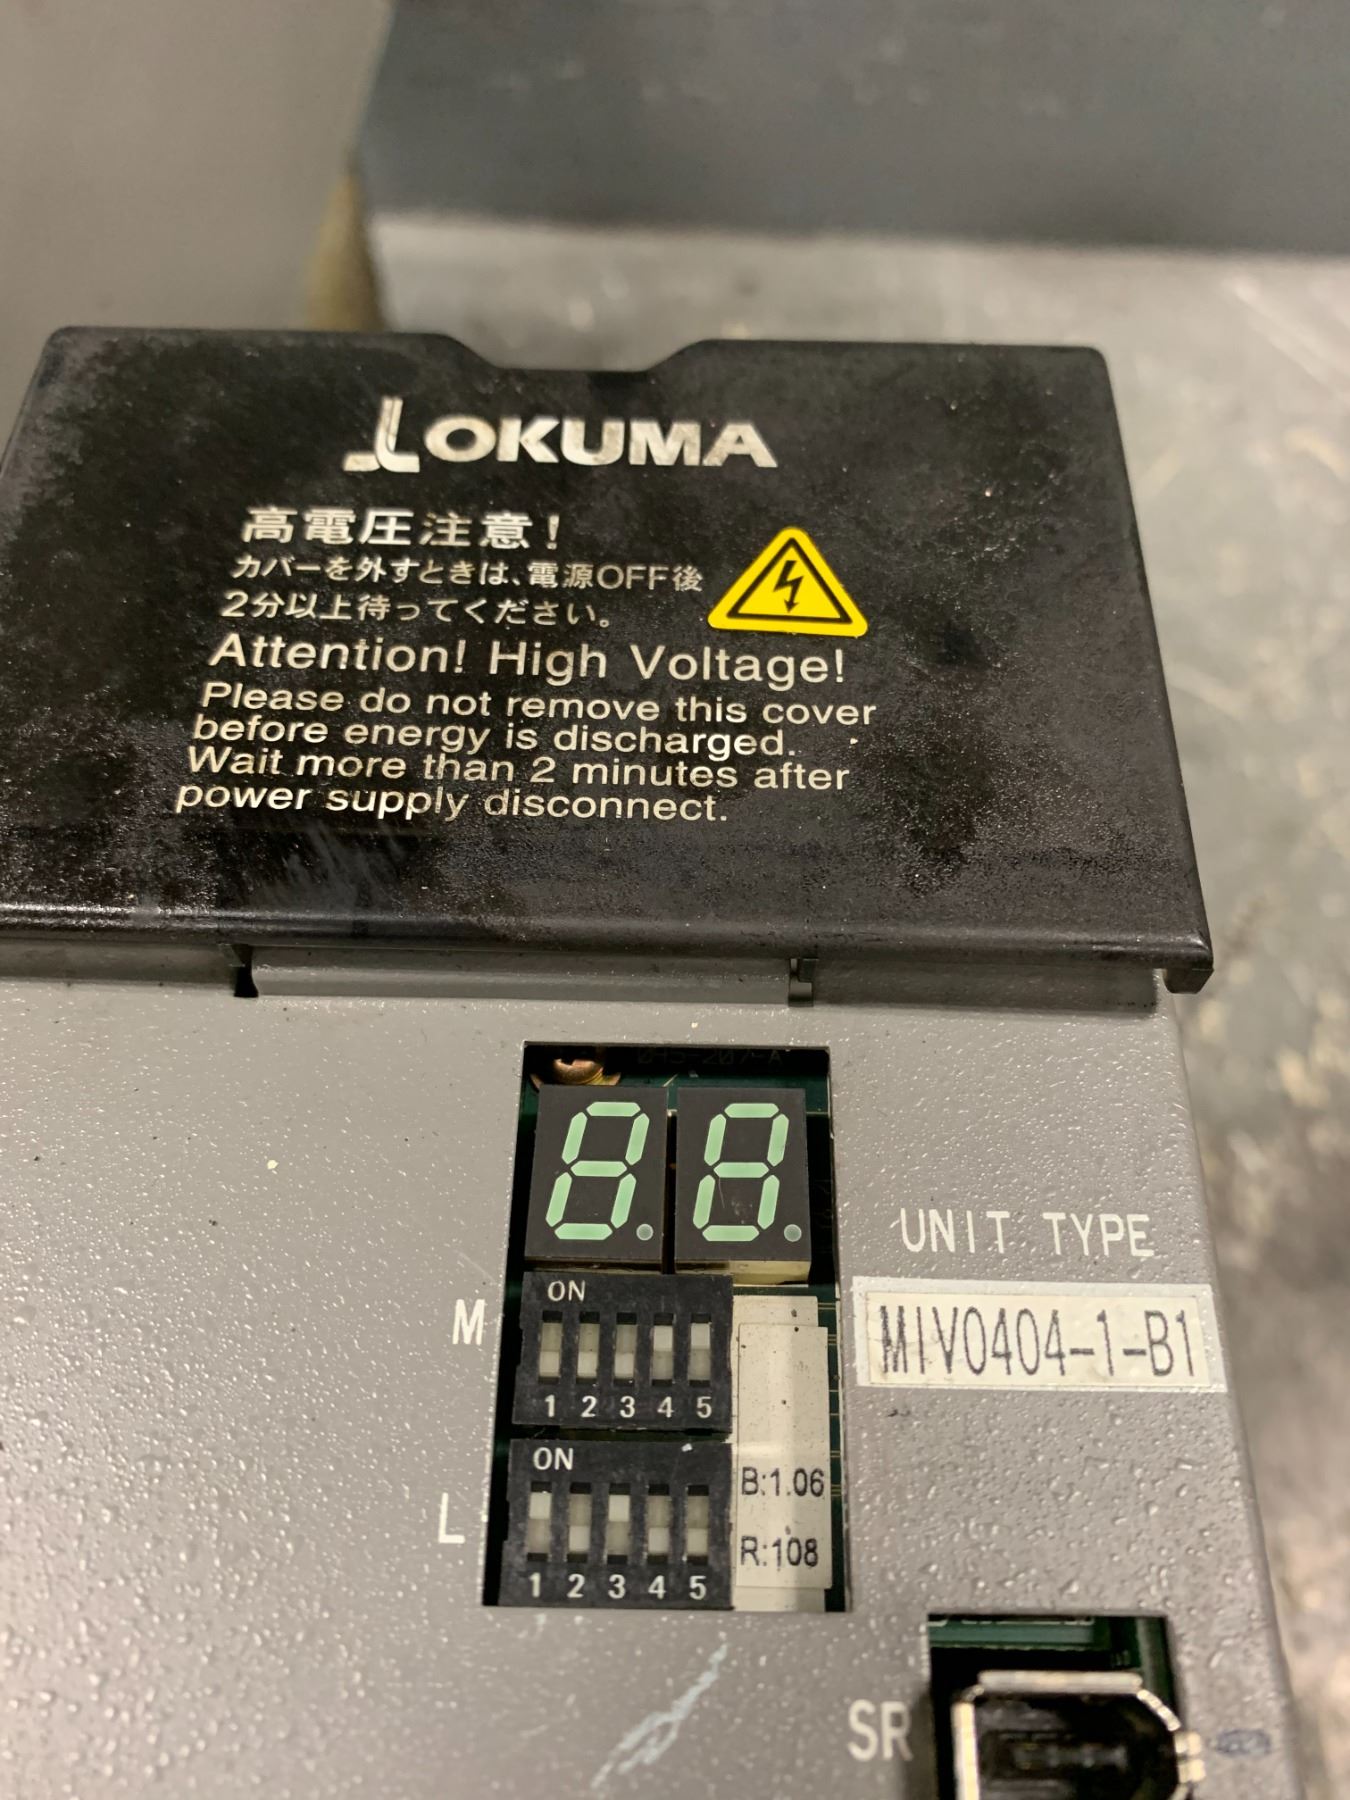 OKUMA
高電圧注意！
カバーを外すときは、電源OFF後
2分以上待ってください。
Attention! High Voltage!
Please do not remove this cover
before energy is discharged.
Wait more than 2 minutes after
power supply disconnect.
8.8.
UNIT TYPE
MIV0404-1-B1
M
ON
1 2 3 4 5
L
ON
1 2 3 4 5
B:1.06
R:108
SR